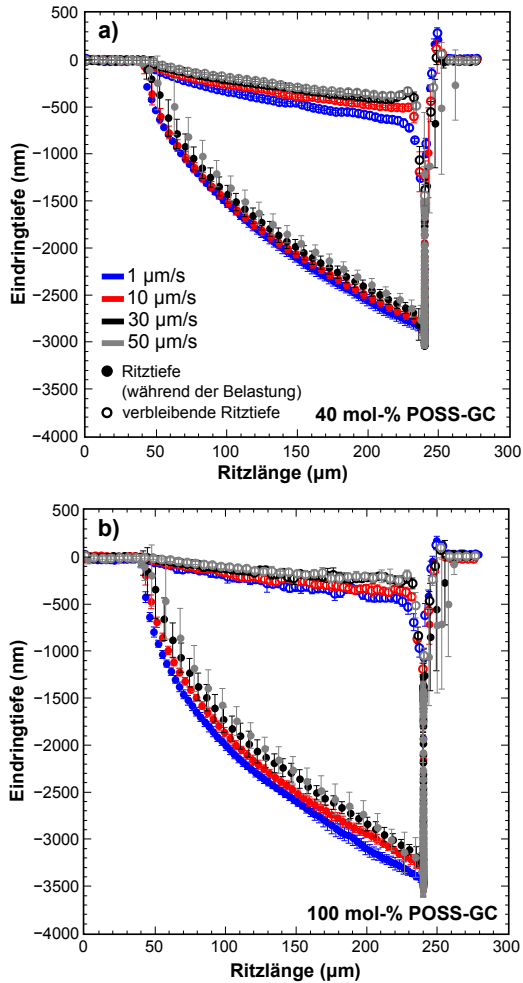 a)
500
0
−500
−1000
−1500
−2000
−2500
−3000
−3500
−4000
Eindringtiefe (nm)
1 µm/s
10 µm/s
30 µm/s
50 µm/s
Ritztiefe
(während der Belastung)
verbleibende Ritztiefe
40 mol-% POSS-GC
0 50 100 150 200 250 300
Ritzlänge (µm)
b)
500
0
−500
−1000
−1500
−2000
−2500
−3000
−3500
−4000
Eindringtiefe (nm)
100 mol-% POSS-GC
0 50 100 150 200 250 300
Ritzlänge (µm)